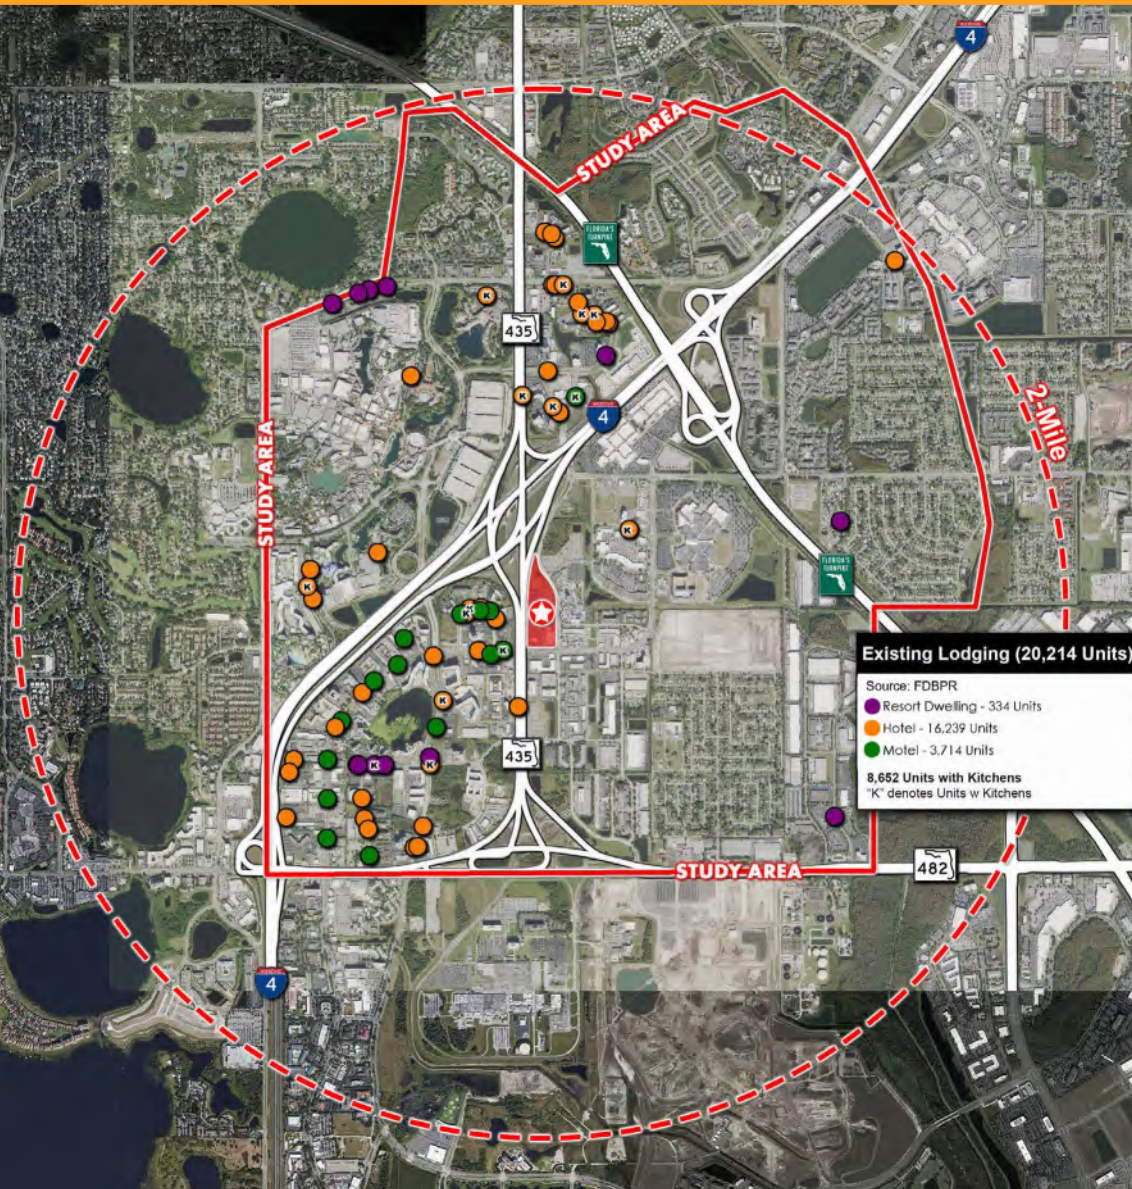 4
STUDY AREA
FLORIDA'S
TURNPIKE
K
K
K
435
K
K
K
K
4
2-Mile
STUDY AREA
K
FLORIDA'S
TURNPIKE
K
K
K
K
Existing Lodging (20,214 Units)
Source: FDBPR
Resort Dwelling - 334 Units
Hotel - 16,239 Units
Motel - 3,714 Units
8,652 Units with Kitchens
"K" denotes Units w Kitchens
435
K
K
STUDY AREA
482
4